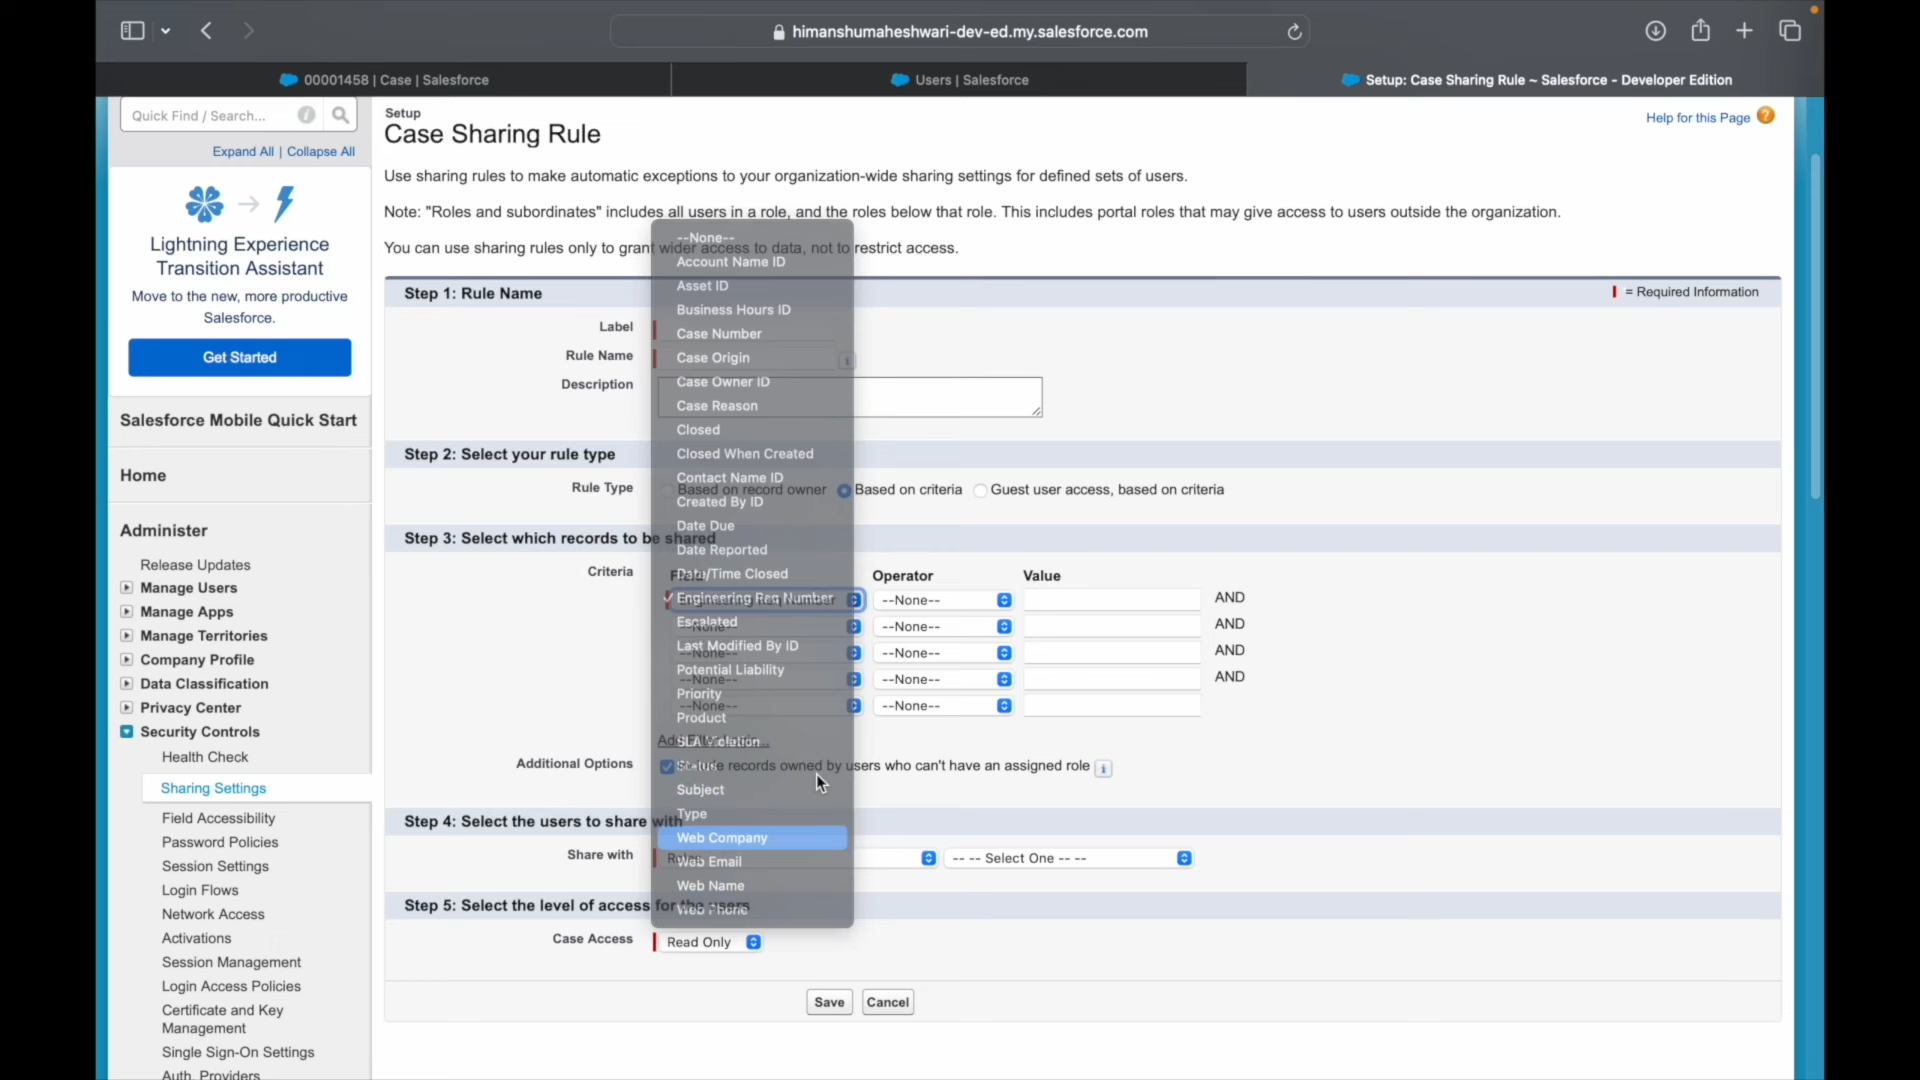 himanshumaheshwari-dev-ed.my.salesforce.com
00001458 | Case | Salesforce
Users | Salesforce
Setup: Case Sharing Rule ~ Salesforce - Developer Edition
Quick Find / Search...
Expand All | Collapse All
Lightning Experience
Transition Assistant
Move to the new, more productive
Salesforce.
Get Started
Salesforce Mobile Quick Start
Home
Administer
Release Updates
Manage Users
Manage Apps
Manage Territories
Company Profile
Data Classification
Privacy Center
Security Controls
Health Check
Sharing Settings
Field Accessibility
Password Policies
Session Settings
Login Flows
Network Access
Activations
Session Management
Login Access Policies
Certificate and Key
Management
Single Sign-On Settings
Auth. Providers
Setup
Case Sharing Rule
Help for this Page
Use sharing rules to make automatic exceptions to your organization-wide sharing settings for defined sets of users.
Note: "Roles and subordinates" includes all users in a role, and the roles below that role. This includes portal roles that may give access to users outside the organization.
You can use sharing rules only to grant wider access to data, not to restrict access.
Step 1: Rule Name
= Required Information
Label
Rule Name
Description
Step 2: Select your rule type
Rule Type
Based on record owner
Based on criteria
Guest user access, based on criteria
Step 3: Select which records to be shared
Criteria
Operator
Value
Engineering Req Number
--None--
AND
--None--
--None--
AND
--None--
--None--
AND
--None--
--None--
AND
--None--
--None--
Additional Options
records owned by users who can't have an assigned role
Step 4: Select the users to share with
Share with
-- -- Select One -- --
Step 5: Select the level of access for the users
Case Access
Read Only
Save
Cancel
--None--
Account Name ID
Asset ID
Business Hours ID
Case Number
Case Origin
Case Owner ID
Case Reason
Closed
Closed When Created
Contact Name ID
Created By ID
Date Due
Date Reported
Date/Time Closed
Engineering Req Number
Escalated
Last Modified By ID
Potential Liability
Priority
Product
SLA Violation
Status
Subject
Type
Web Company
Web Email
Web Name
Web Phone